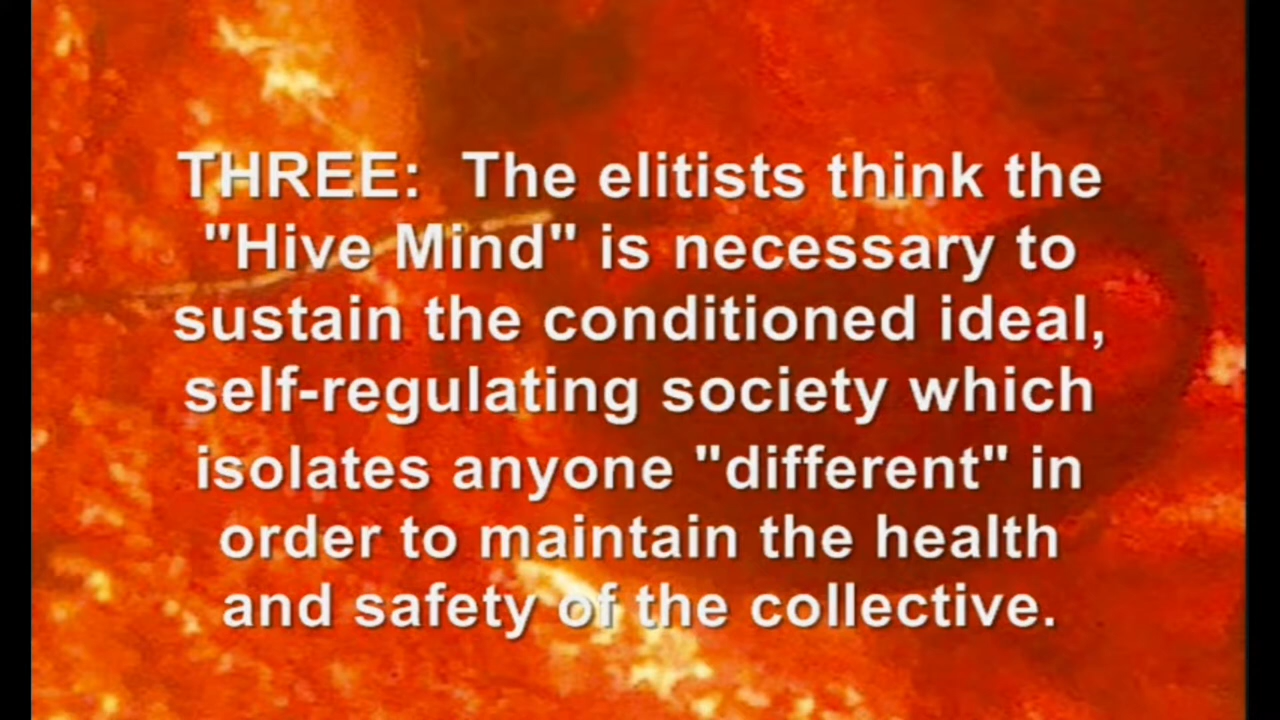 THREE:  The elitists think the
"Hive Mind" is necessary to
sustain the conditioned ideal,
self-regulating society which
isolates anyone "different" in
order to maintain the health
and safety of the collective.